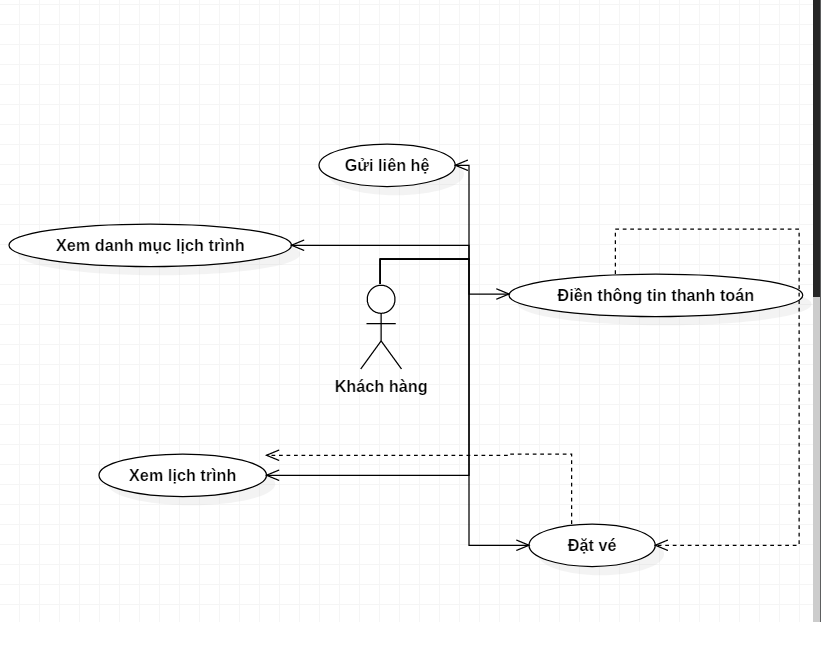 Gửi liên hệ
Xem danh mục lịch trình
Điền thông tin thanh toán
Khách hàng
Xem lịch trình
Đặt vé